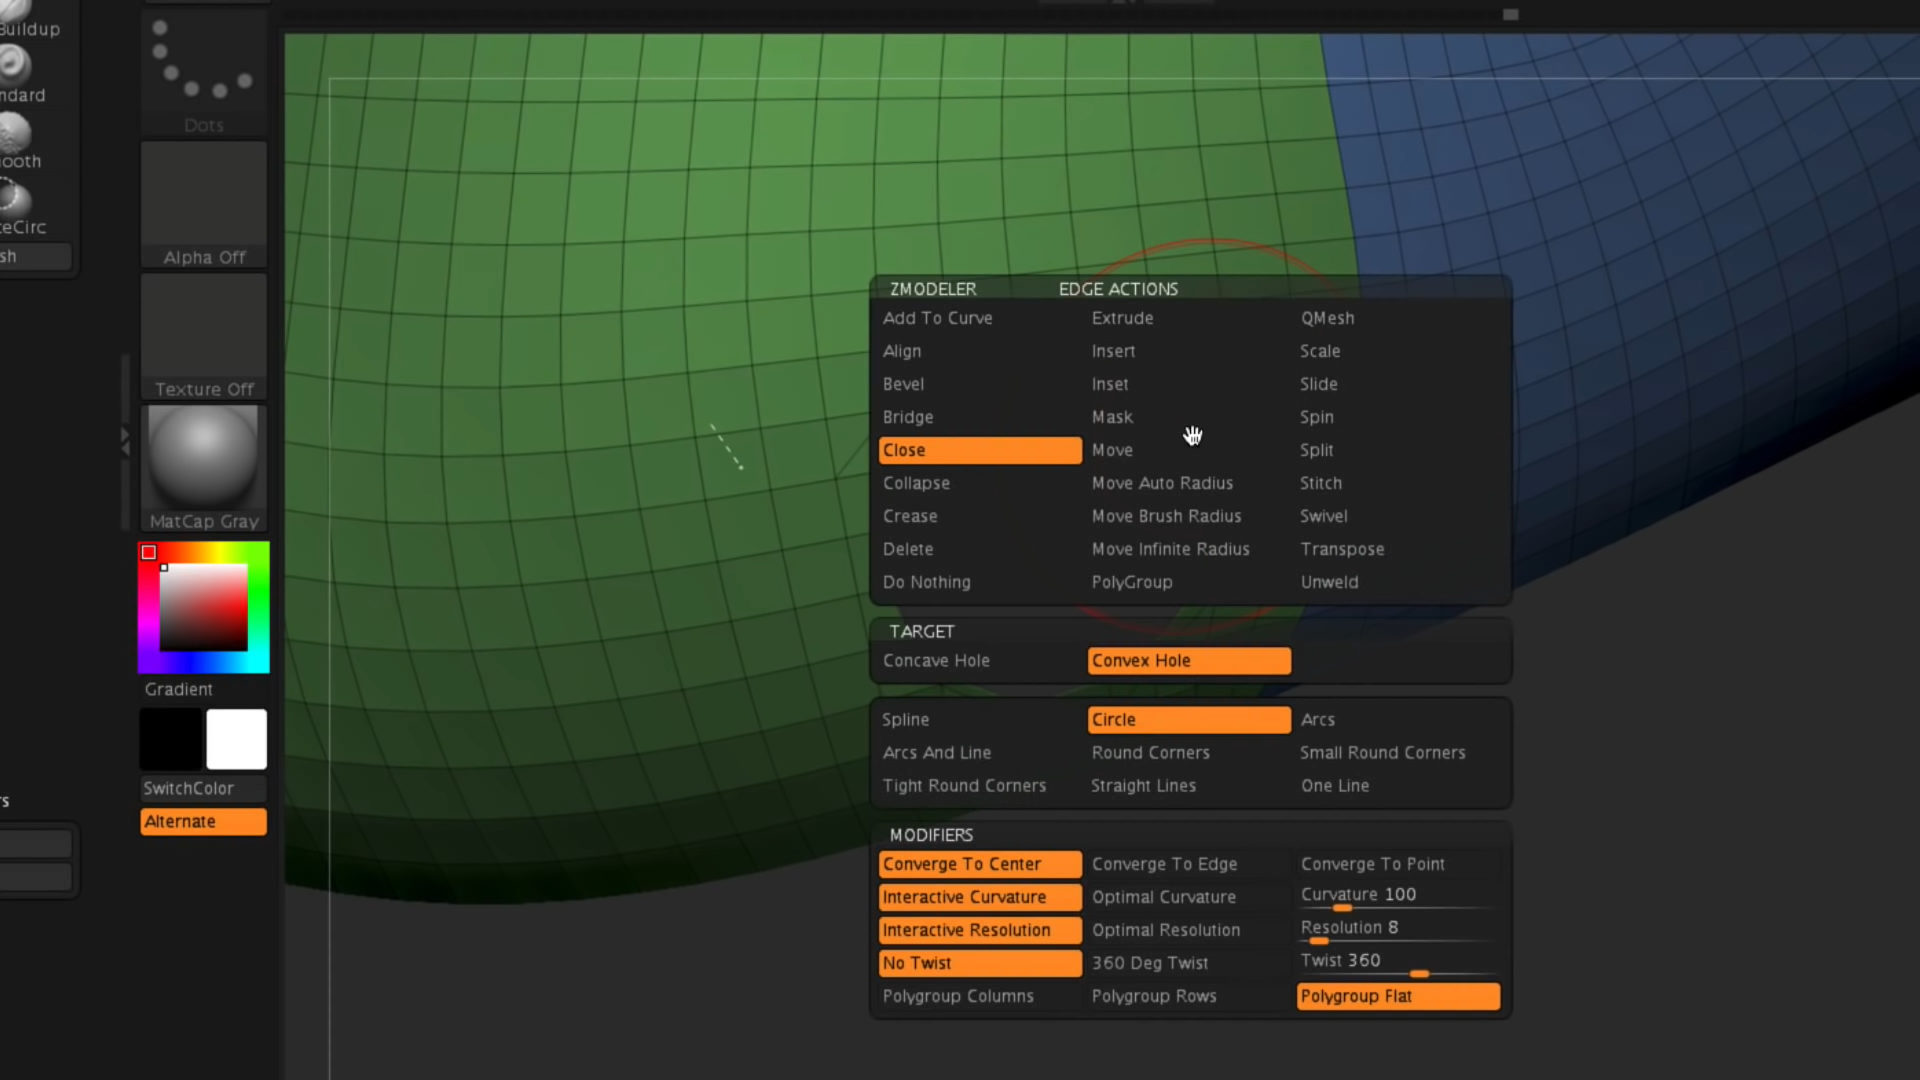 Buildup
ndard
ooth
eCirc
sh
s
Dots
Alpha Off
Texture Off
MatCap Gray
Gradient
SwitchColor
Alternate
ZMODELER EDGE ACTIONS
Add To Curve Extrude QMesh
Align Insert Scale
Bevel Inset Slide
Bridge Mask Spin
Close Move Split
Collapse Move Auto Radius Stitch
Crease Move Brush Radius Swivel
Delete Move Infinite Radius Transpose
Do Nothing PolyGroup Unweld
TARGET
Concave Hole Convex Hole
Spline Circle Arcs
Arcs And Line Round Corners Small Round Corners
Tight Round Corners Straight Lines One Line
MODIFIERS
Converge To Center Converge To Edge Converge To Point
Interactive Curvature Optimal Curvature Curvature 100
Interactive Resolution Optimal Resolution Resolution 8
No Twist 360 Deg Twist Twist 360
Polygroup Columns Polygroup Rows Polygroup Flat